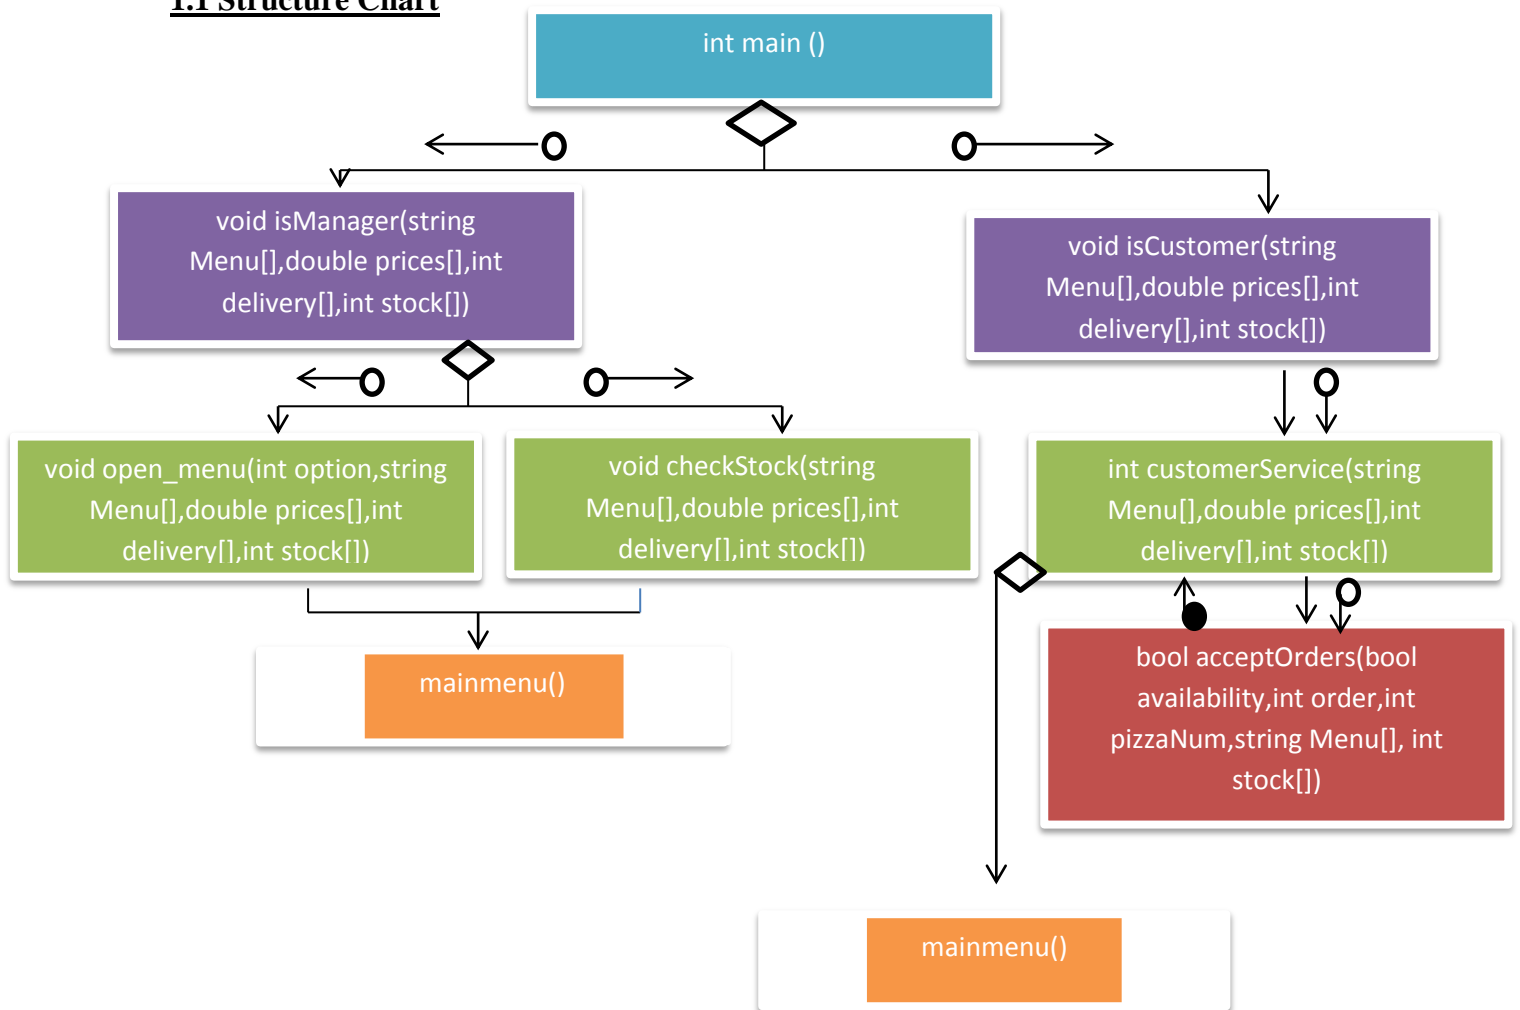 1.1 Structure Chart
int main ()
void isManager(string
Menu[],double prices[],int
delivery[],int stock[])
void isCustomer(string
Menu[],double prices[],int
delivery[],int stock[])
void open_menu(int option,string
Menu[],double prices[],int
delivery[],int stock[])
void checkStock(string
Menu[],double prices[],int
delivery[],int stock[])
int customerService(string
Menu[],double prices[],int
delivery[],int stock[])
mainmenu()
bool acceptOrders(bool
availability,int order,int
pizzaNum,string Menu[], int
stock[])
mainmenu()